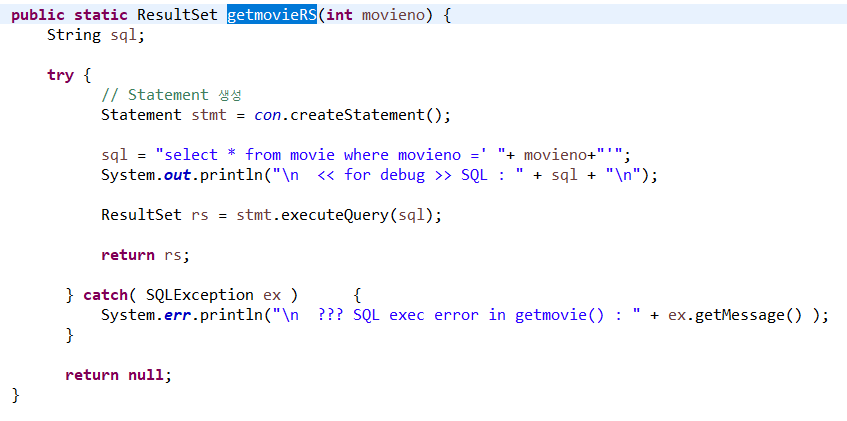 public static ResultSet getmovieRS(int movieno) {
String sql;
try {
// Statement 생성
Statement stmt = con.createStatement();
sql = "select * from movie where movieno =' "+ movieno+"'";
System.out.println("\n  << for debug >> SQL : " + sql + "\n");
ResultSet rs = stmt.executeQuery(sql);
return rs;
} catch( SQLException ex )      {
System.err.println("\n  ??? SQL exec error in getmovie() : " + ex.getMessage() );
}
return null;
}